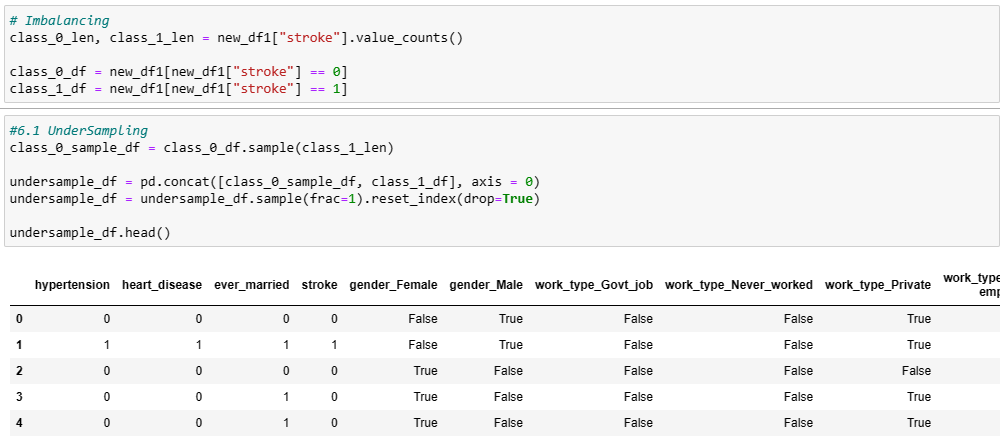 # Imbalancing
class_0_len, class_1_len = new_df1["stroke"].value_counts()
class_0_df = new_df1[new_df1["stroke"] == 0]
class_1_df = new_df1[new_df1["stroke"] == 1]
#6.1 UnderSampling
class_0_sample_df = class_0_df.sample(class_1_len)
undersample_df = pd.concat([class_0_sample_df, class_1_df], axis = 0)
undersample_df = undersample_df.sample(frac=1).reset_index(drop=True)
undersample_df.head()
hypertension heart_disease ever_married stroke gender_Female gender_Male work_type_Govt_job work_type_Never_worked work_type_Private work_type
emp
0 0 0 0 0 False True False False True
1 1 1 1 1 False True False False True
2 0 0 0 0 True False False False False
3 0 0 1 0 True False False False True
4 0 0 1 0 True False False False True